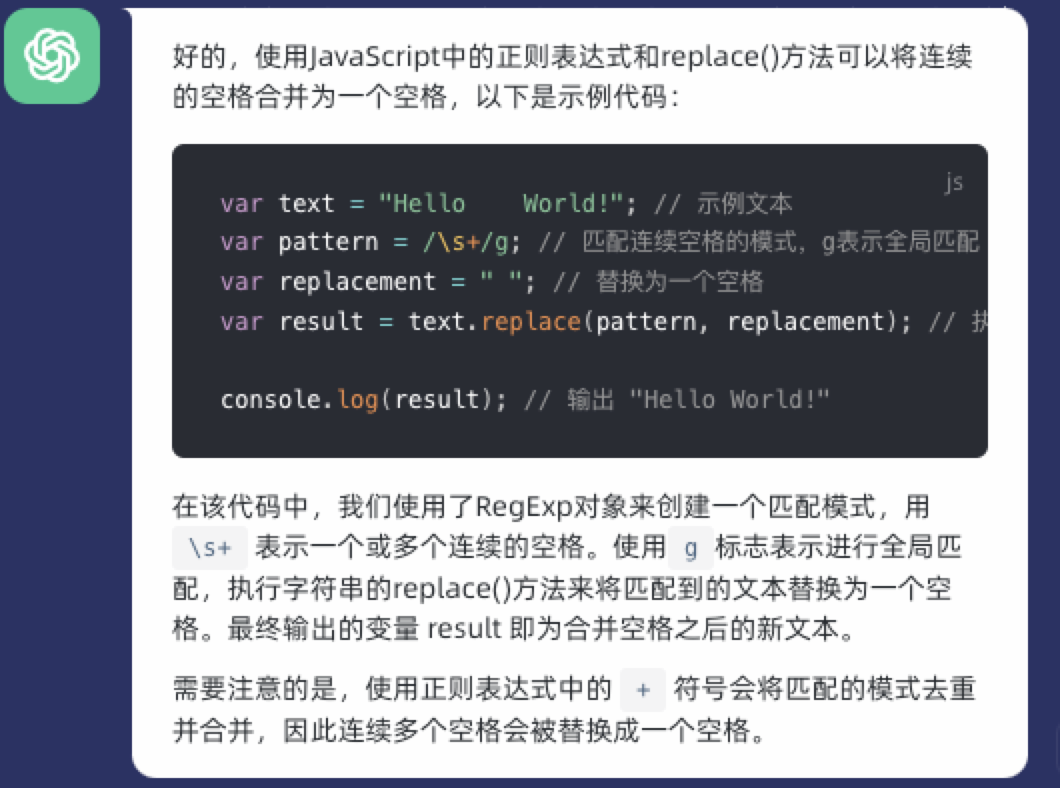 好的，使用JavaScript中的正则表达式和replace()方法可以将连续
的空格合并为一个空格，以下是示例代码：
js
var text = "Hello    World!"; // 示例文本
var pattern = /\s+/g; // 匹配连续空格的模式，g表示全局匹配
var replacement = " "; // 替换为一个空格
var result = text.replace(pattern, replacement); //
console.log(result); // 输出 "Hello World!"
在该代码中，我们使用了RegExp对象来创建一个匹配模式，用
\s+ 表示一个或多个连续的空格。使用 g 标志表示进行全局匹
配，执行字符串的replace()方法来将匹配到的文本替换为一个空
格。最终输出的变量 result 即为合并空格之后的新文本。
需要注意的是，使用正则表达式中的 + 符号会将匹配的模式去重
并合并，因此连续多个空格会被替换成一个空格。